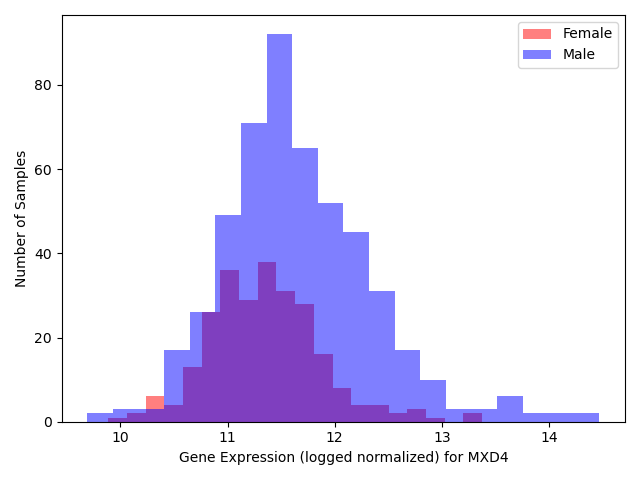 Female
Male
80
60
40
20
0
10 11 12 13 14
Number of Samples
Gene Expression (logged normalized) for MXD4